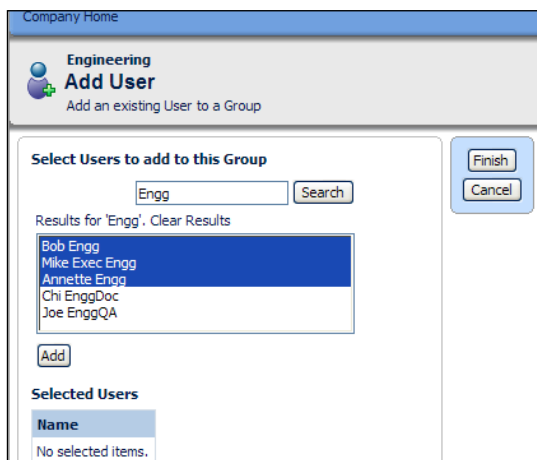 Company Home
Engineering
Add User
Add an existing User to a Group
Select Users to add to this Group
Engg Search
Results for 'Engg'. Clear Results
Bob Engg
Mike Exec Engg
Annette Engg
Chi EnggDoc
Joe EnggQA
Add
Selected Users
Name
No selected items.
Finish
Cancel